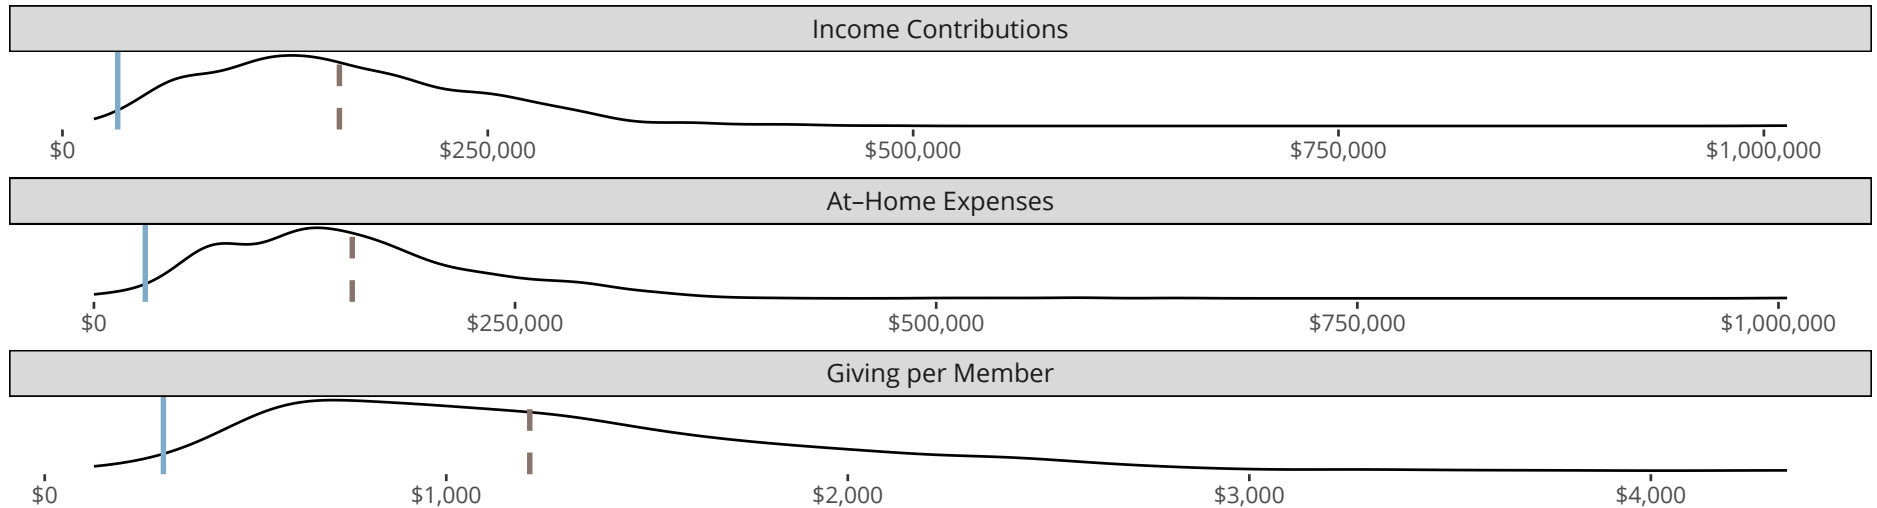 Income Contributions
$0 $250,000 $500,000 $750,000 $1,000,000
At–Home Expenses
$0 $250,000 $500,000 $750,000 $1,000,000
Giving per Member
$0 $1,000 $2,000 $3,000 $4,000